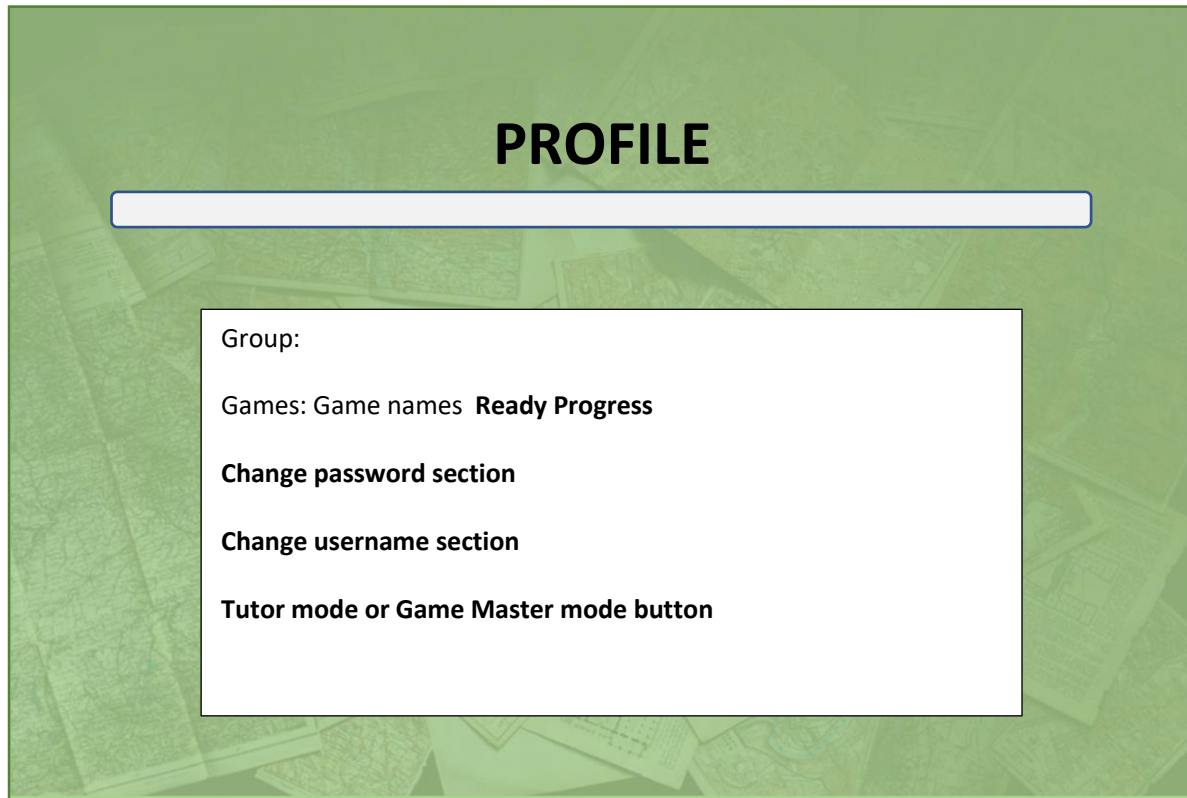 PROFILE
Group:
Games: Game names Ready Progress
Change password section
Change username section
Tutor mode or Game Master mode button